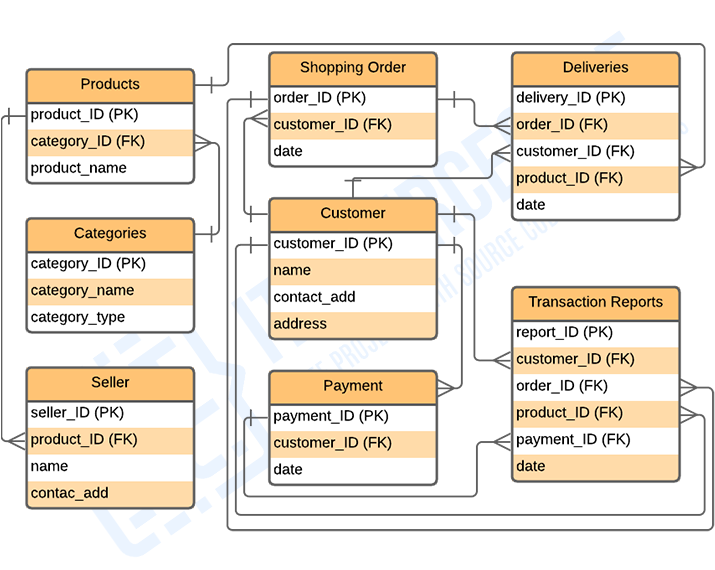 Products
product_ID (PK)
category_ID (FK)
product_name
Categories
category_ID (PK)
category_name
category_type
Seller
seller_ID (PK)
product_ID (FK)
name
contac_add
Shopping Order
order_ID (PK)
customer_ID (FK)
date
Customer
customer_ID (PK)
name
contact_add
address
Payment
payment_ID (PK)
customer_ID (FK)
date
Deliveries
delivery_ID (PK)
order_ID (FK)
customer_ID (FK)
product_ID (FK)
date
Transaction Reports
report_ID (PK)
customer_ID (FK)
order_ID (FK)
product_ID (FK)
payment_ID (FK)
date